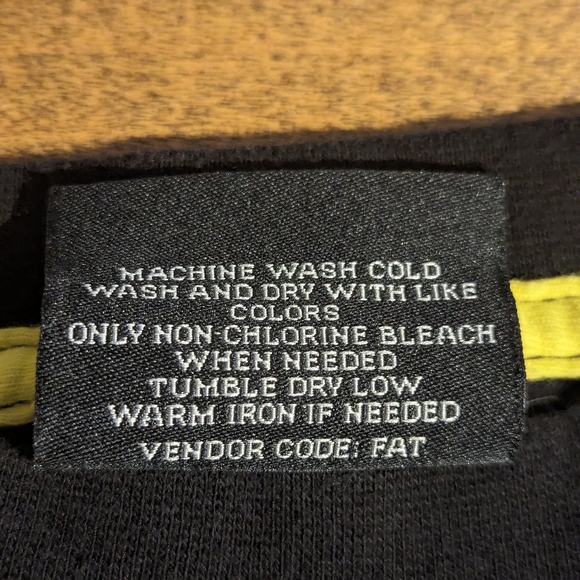 MACHINE WASH COLD
WASH AND DRY WITH LIKE
COLORS
ONLY NON-CHLORINE BLEACH
WHEN NEEDED
TUMBLE DRY LOW
WARM IRON IF NEEDED
VENDOR CODE: FAT